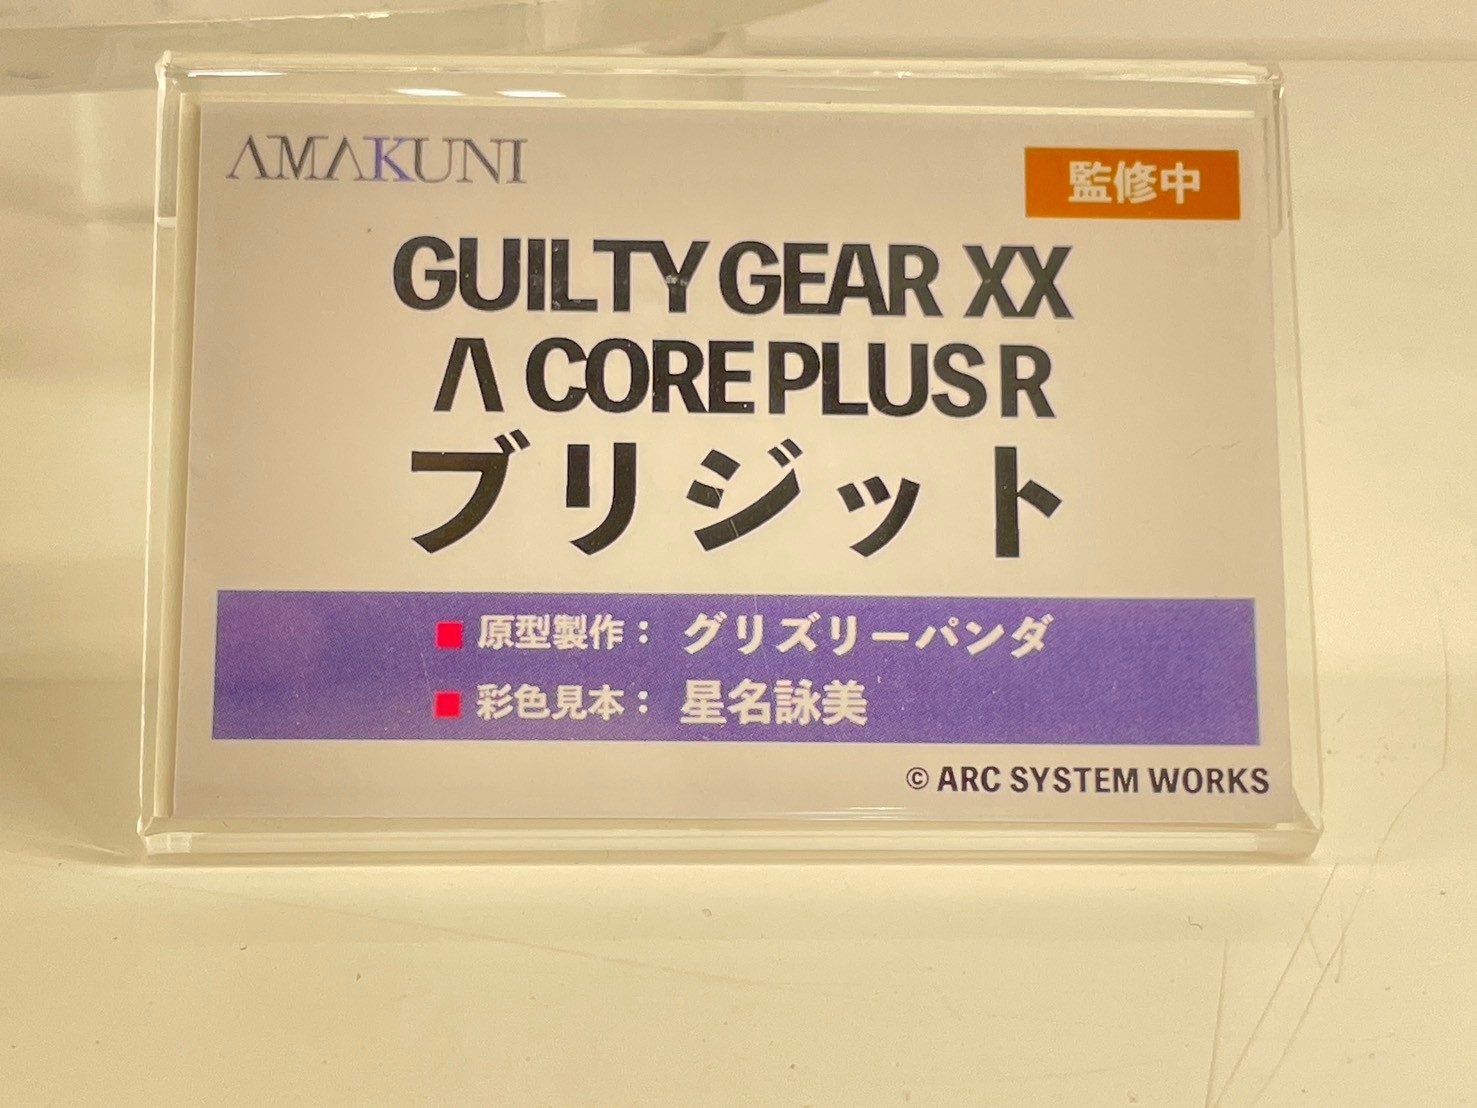 AMAKUNI
監修中
GUILTY GEAR XX
Λ CORE PLUS R
ブリジット
■ 原型製作： グリズリーパンダ
■ 彩色見本： 星名詠美
© ARC SYSTEM WORKS